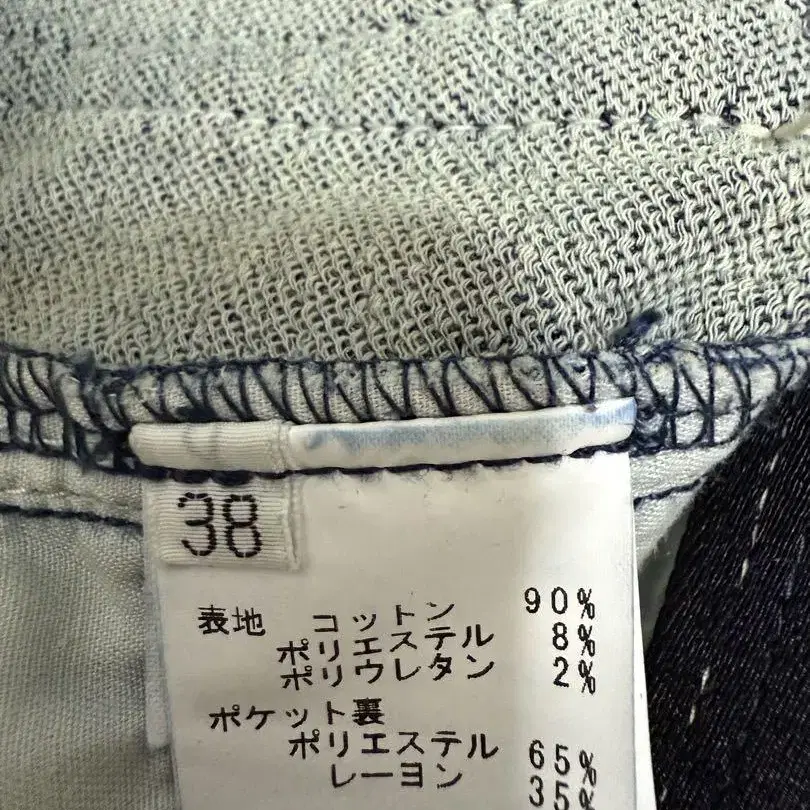 38
表地 コットン 90%
ポリエステル 8%
ポリウレタン 2%
ポケット裏
ポリエステル 65%
レーヨン 35%